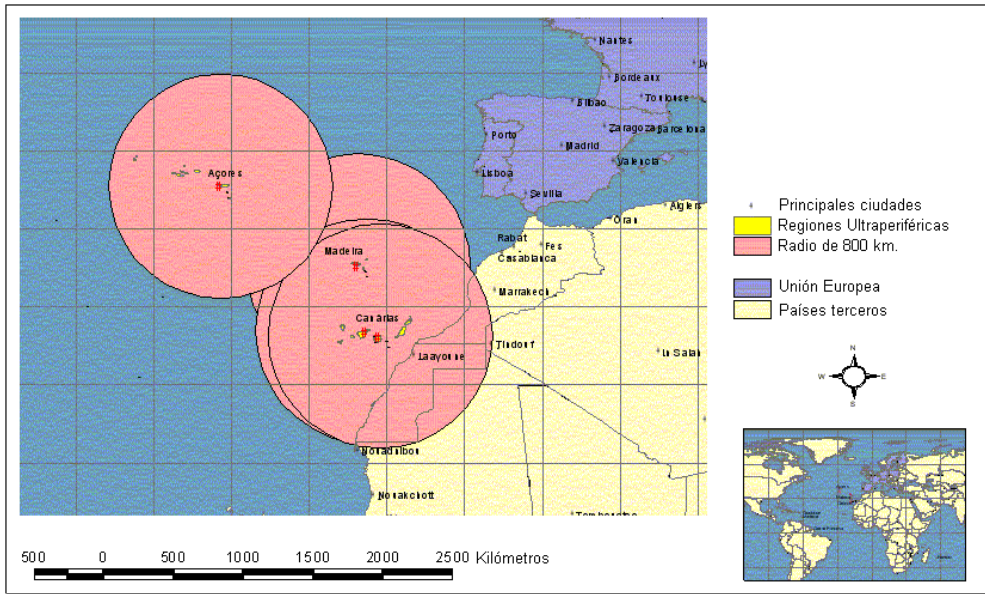 Nantes
Bordeaux
Toulouse
Bilbao
Zaragoza
Barcelona
Porto
Madrid
Valencia
Lisboa
Sevilla
Açores
Algiers
Oran
Rabat
Fes
Casablanca
Madeira
Marrakech
Canárias
Tindouf
Laayoune
In Salah
Nouadhibou
Nouakchott
Principales ciudades
Regiones Ultraperiféricas
Radio de 800 km.
Unión Europea
Países terceros
N
W
E
S
500 0 500 1000 1500 2000 2500 Kilómetros